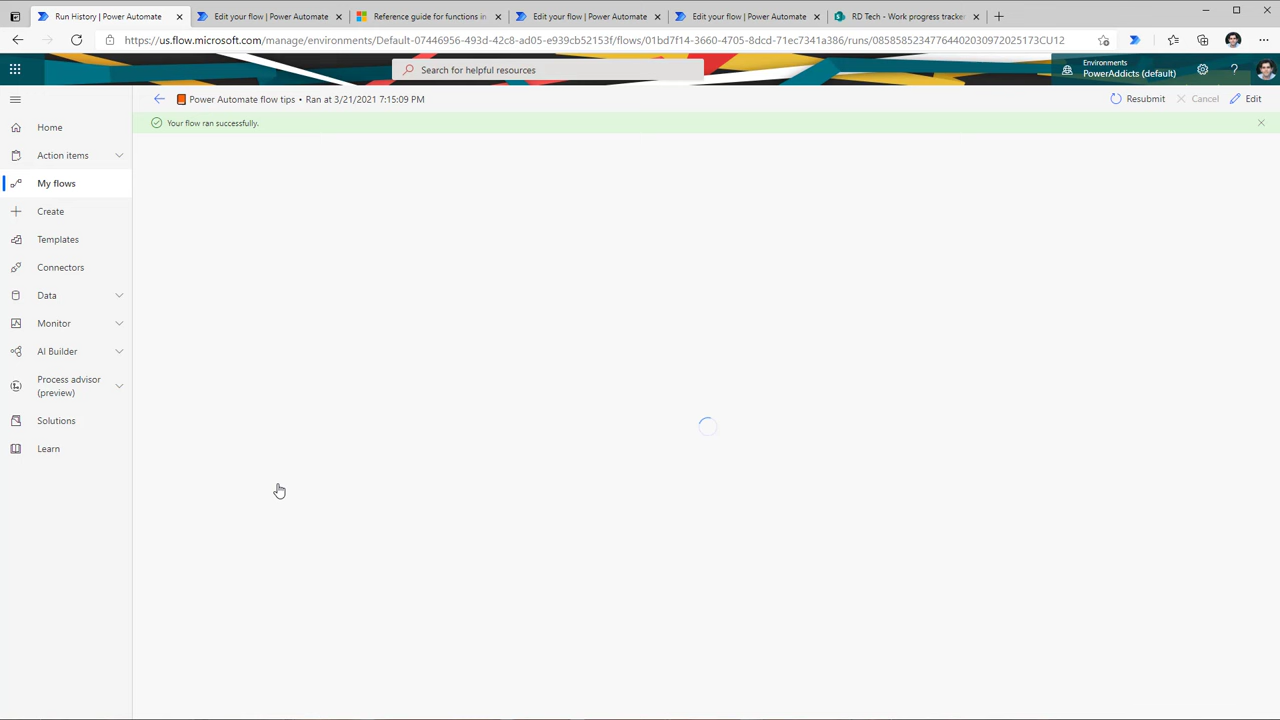 Run History | Power Automate
Edit your flow | Power Automate
Reference guide for functions in
Edit your flow | Power Automate
Edit your flow | Power Automate
RD Tech - Work progress tracker
https://us.flow.microsoft.com/manage/environments/Default-07446956-493d-42c8-ad05-e939cb52153f/flows/01bd7f14-3660-4705-8dcd-71ec7341a386/runs/08585852347764402030972025173CU12
Search for helpful resources
Environments
PowerAddicts (default)
Power Automate flow tips • Ran at 3/21/2021 7:15:09 PM
Resubmit
Cancel
Edit
Your flow ran successfully.
Home
Action items
My flows
Create
Templates
Connectors
Data
Monitor
AI Builder
Process advisor
(preview)
Solutions
Learn